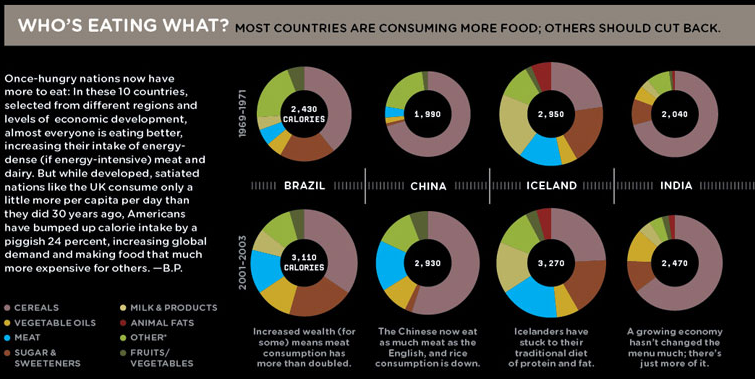 WHO'S EATING WHAT? MOST COUNTRIES ARE CONSUMING MORE FOOD; OTHERS SHOULD CUT BACK.
Once-hungry nations now have
more to eat: In these 10 countries,
selected from different regions and
levels of economic development,
almost everyone is eating better,
increasing their intake of energy-
dense (if energy-intensive) meat and
dairy. But while developed, satiated
nations like the UK consume only a
little more per capita per day than
they did 30 years ago, Americans
have bumped up calorie intake by a
piggish 24 percent, increasing global
demand and making food that much
more expensive for others. —B.P.
CEREALS
VEGETABLE OILS
MEAT
SUGAR &
SWEETENERS
MILK & PRODUCTS
ANIMAL FATS
OTHER*
FRUITS/
VEGETABLES
1969–1971
2,430
CALORIES
1,990
2,950
2,040
BRAZIL
CHINA
ICELAND
INDIA
2001–2003
3,110
CALORIES
2,930
3,270
2,470
Increased wealth (for
some) means meat
consumption has
more than doubled.
The Chinese now eat
as much meat as the
English, and rice
consumption is down.
Icelanders have
stuck to their
traditional diet
of protein and fat.
A growing economy
hasn't changed the
menu much; there's
just more of it.